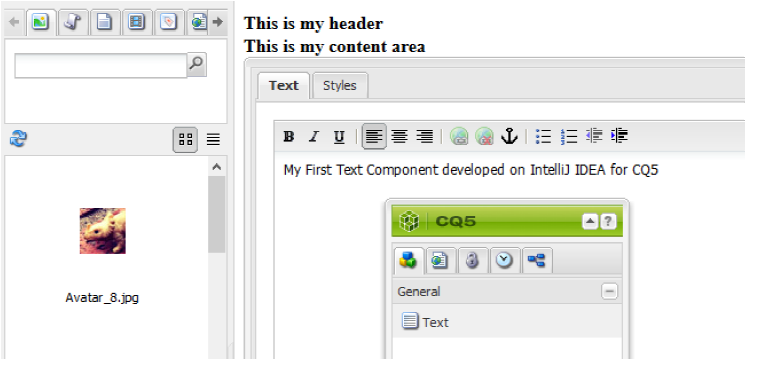 This is my header
This is my content area
Text Styles
B I U
My First Text Component developed on IntelliJ IDEA for CQ5
CQ5
?
General
Text
Avatar_8.jpg